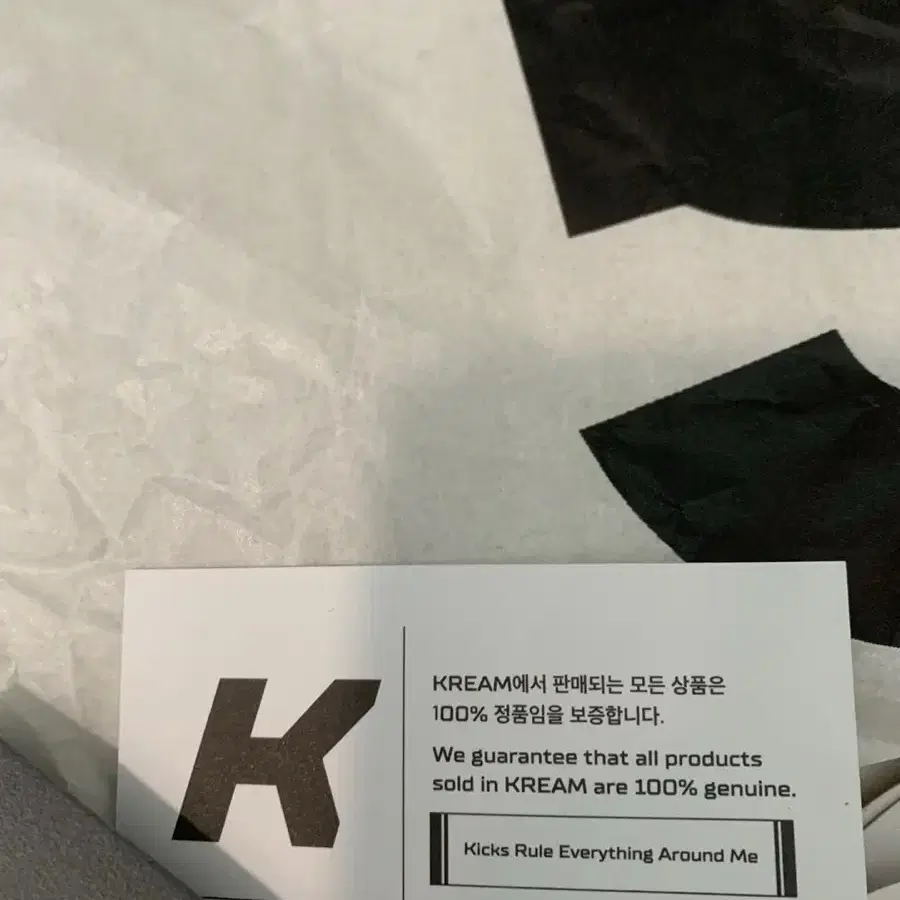 K
KREAM에서 판매되는 모든 상품은
100% 정품임을 보증합니다.
We guarantee that all products
sold in KREAM are 100% genuine.
Kicks Rule Everything Around Me